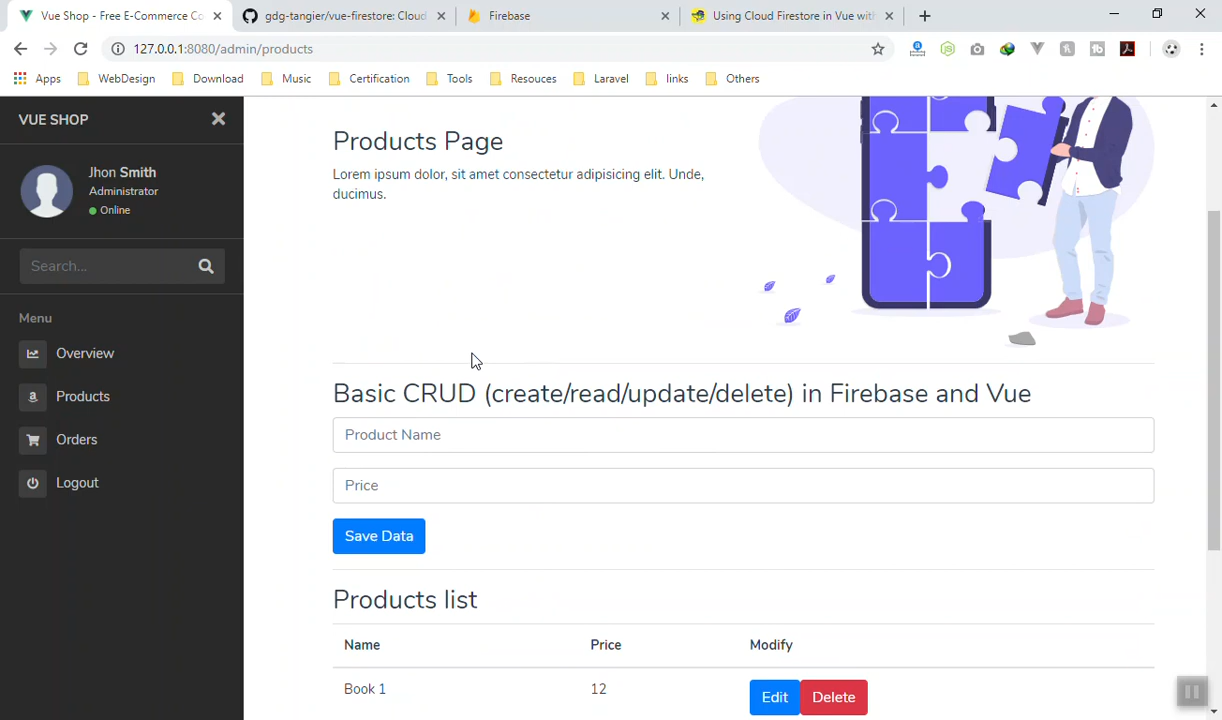 Vue Shop - Free E-Commerce Co
gdg-tangier/vue-firestore: Cloud
Firebase
Using Cloud Firestore in Vue with
127.0.0.1:8080/admin/products
Apps
WebDesign
Download
Music
Certification
Tools
Resouces
Laravel
links
Others
VUE SHOP
Jhon Smith
Administrator
Online
Search...
Menu
Overview
Products
Orders
Logout
Products Page
Lorem ipsum dolor, sit amet consectetur adipisicing elit. Unde,
ducimus.
Basic CRUD (create/read/update/delete) in Firebase and Vue
Product Name
Price
Save Data
Products list
Name Price Modify
Book 1 12 Edit Delete